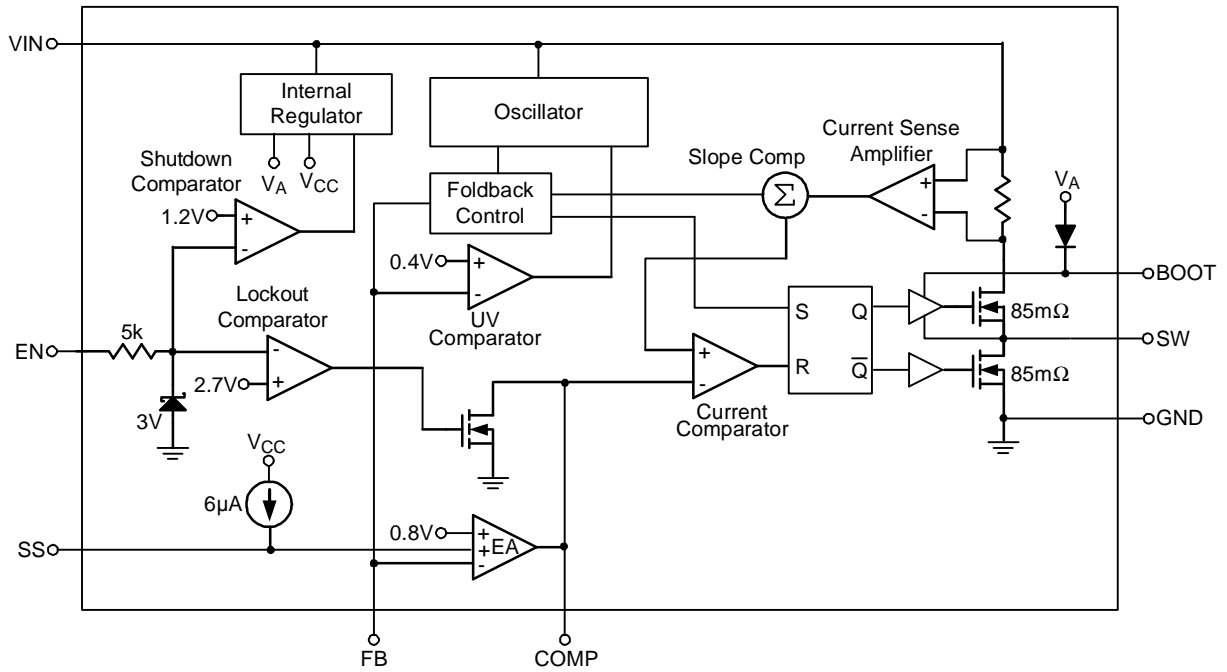 VIN
Internal
Regulator
Oscillator
Shutdown
Comparator
VA
VCC
Foldback
Control
Slope Comp
Σ
Current Sense
Amplifier
+
-
VA
1.2V
+
-
0.4V
+
-
UV
Comparator
BOOT
Lockout
Comparator
S
Q
85mΩ
SW
EN
5k
-
+
2.7V
3V
+
-
Current
Comparator
R
Q̅
85mΩ
GND
VCC
6µA
SS
0.8V
+
+
-
EA
FB
COMP